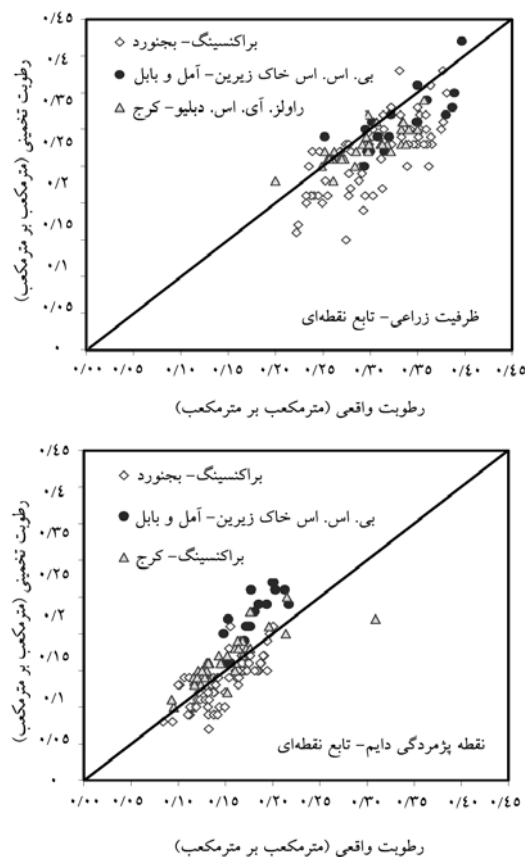 ۰/۴۵
۰/۴
۰/۳۵
۰/۳
۰/۲۵
۰/۲
۰/۱۵
۰/۱
۰/۰۵
۰
رطوبت تخمینی (مترمکعب بر مترمکعب)
براکنسینگ- بجنورد
بی. اس. اس خاک زیرین- آمل و بابل
راولز. آی. اس. دبلیو- کرج
ظرفیت زراعی- تابع نقطه‌ای
۰/۰۰ ۰/۰۵ ۰/۱۰ ۰/۱۵ ۰/۲۰ ۰/۲۵ ۰/۳۰ ۰/۳۵ ۰/۴۰ ۰/۴۵
رطوبت واقعی (مترمکعب بر مترمکعب)
۰/۴۵
۰/۴
۰/۳۵
۰/۳
۰/۲۵
۰/۲
۰/۱۵
۰/۱
۰/۰۵
۰
رطوبت تخمینی (مترمکعب بر مترمکعب)
براکنسینگ- بجنورد
بی. اس. اس خاک زیرین- آمل و بابل
براکنسینگ- کرج
نقطه پژمردگی دایم- تابع نقطه‌ای
۰/۰۰ ۰/۰۵ ۰/۱۰ ۰/۱۵ ۰/۲۰ ۰/۲۵ ۰/۳۰ ۰/۳۵ ۰/۴۰ ۰/۴۵
رطوبت واقعی (مترمکعب بر مترمکعب)